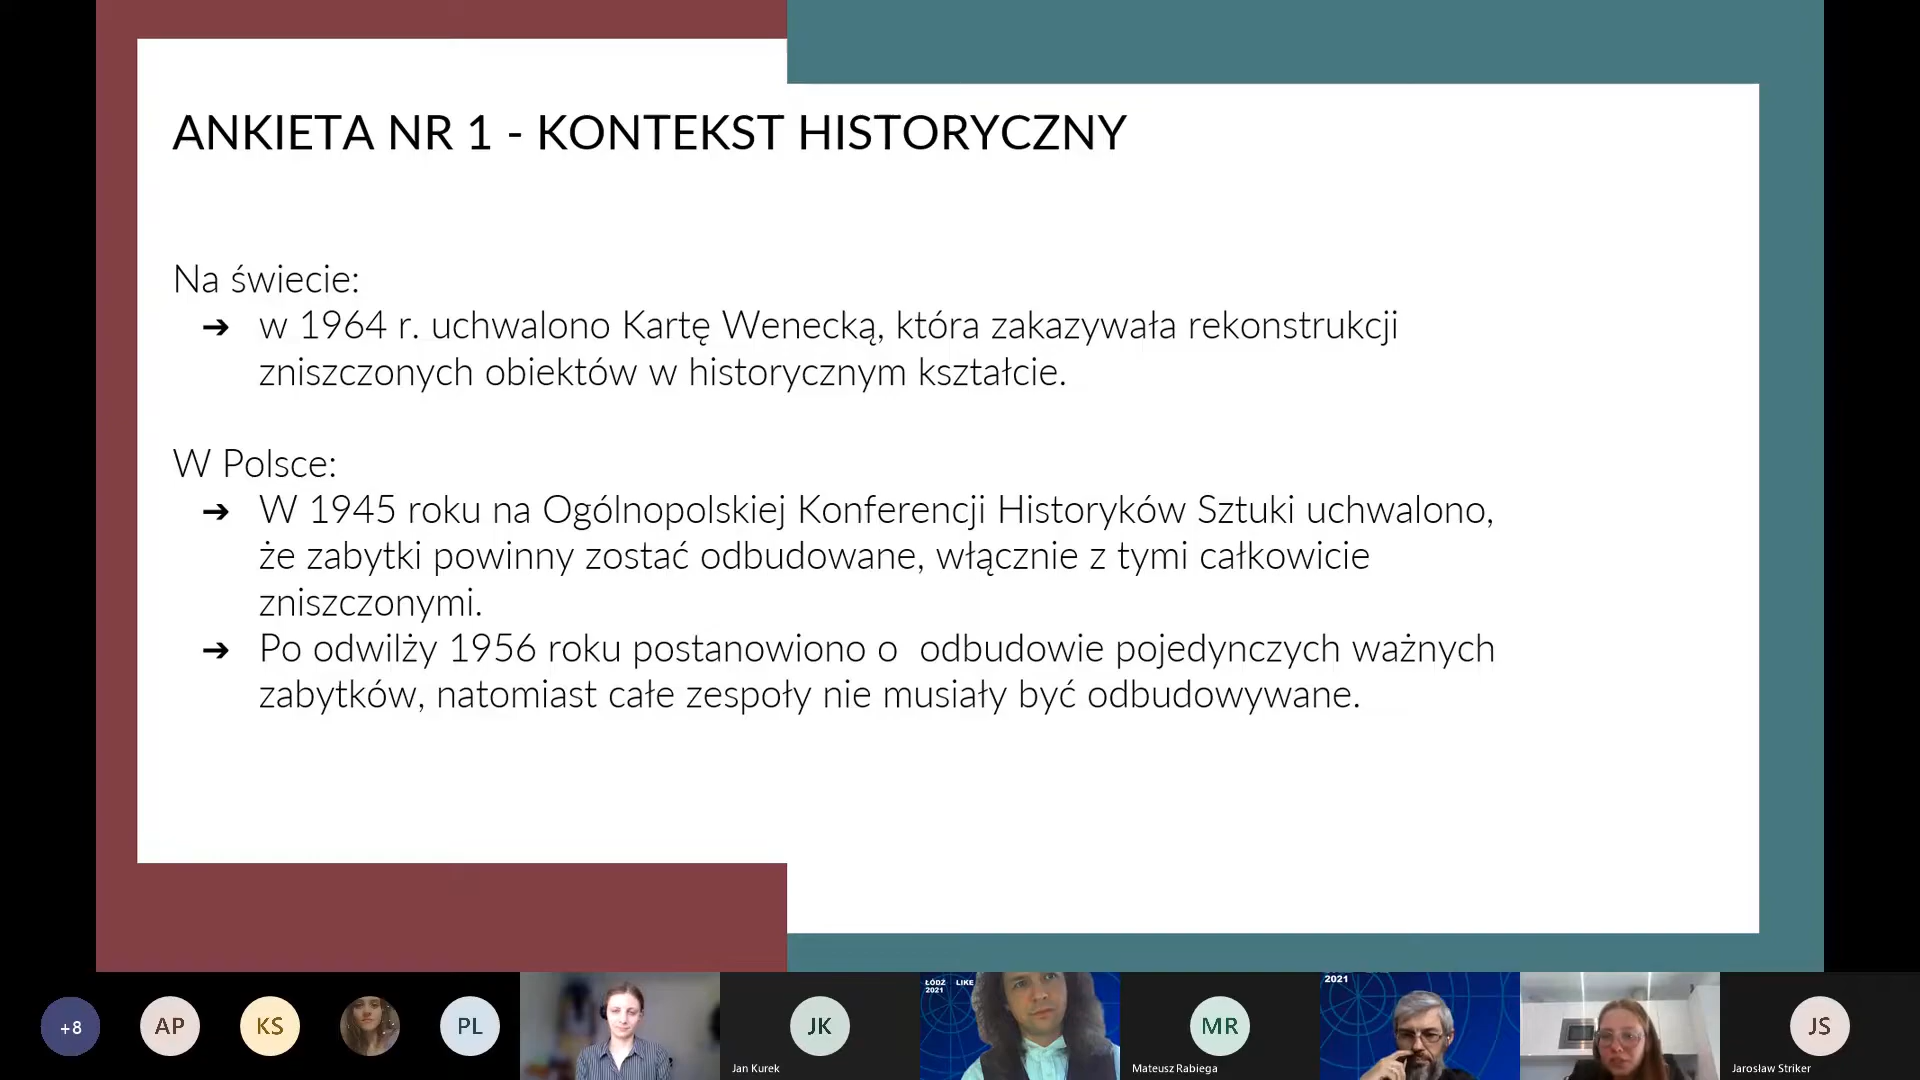 ANKIETA NR 1 - KONTEKST HISTORYCZNY
Na świecie:
➔ w 1964 r. uchwalono Kartę Wenecką, która zakazywała rekonstrukcji
zniszczonych obiektów w historycznym kształcie.
W Polsce:
➔ W 1945 roku na Ogólnopolskiej Konferencji Historyków Sztuki uchwalono,
że zabytki powinny zostać odbudowane, włącznie z tymi całkowicie
zniszczonymi.
➔ Po odwilży 1956 roku postanowiono o odbudowie pojedynczych ważnych
zabytków, natomiast całe zespoły nie musiały być odbudowywane.
+8
AP
KS
PL
JK
Jan Kurek
ŁÓDŹ LIKE
2021
MR
Mateusz Rabiega
2021
JS
Jarosław Striker